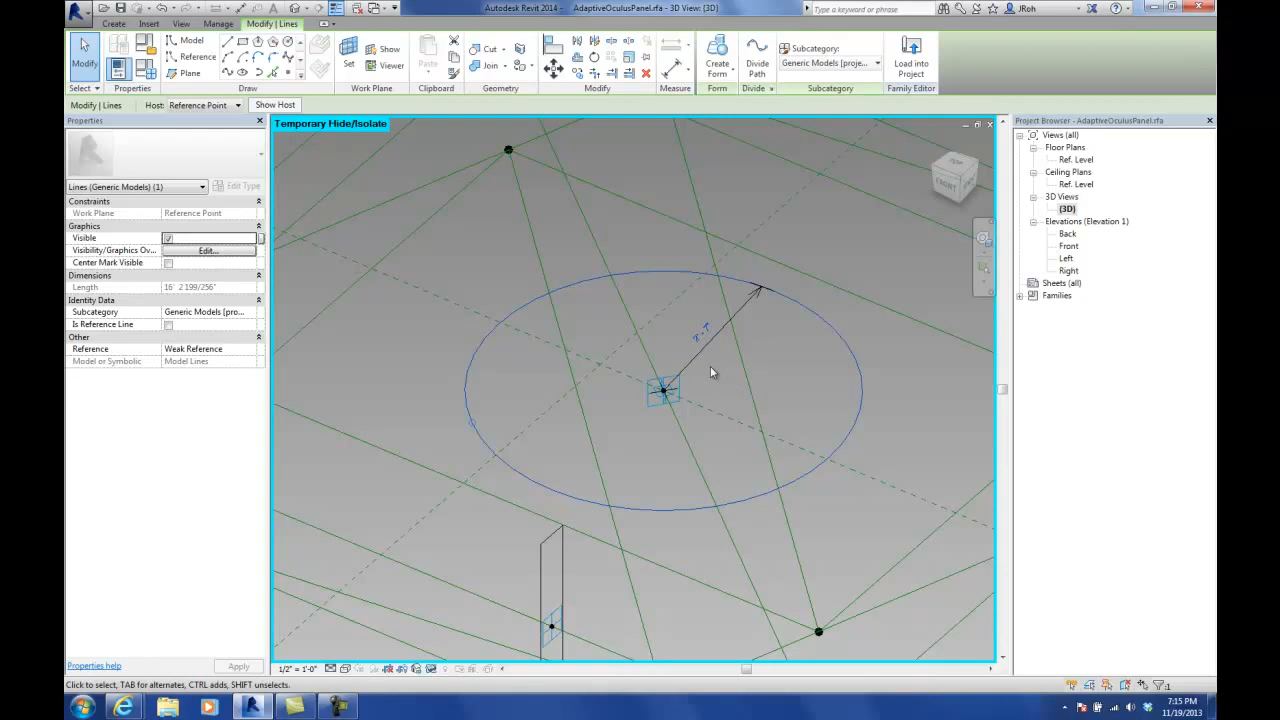 Autodesk Revit 2014 - AdaptiveOculusPanel.rfa - 3D View: {3D}
Type a keyword or phrase
JRoh
Create
Insert
View
Manage
Modify | Lines
Modify
Model
Reference
Plane
Set
Show
Viewer
Paste
Cut
Join
Create Form
Divide Path
Subcategory:
Generic Models [proje...
Load into Project
Select
Properties
Draw
Work Plane
Clipboard
Geometry
Modify
Measure
Form
Divide
Subcategory
Family Editor
Modify | Lines
Host: Reference Point
Show Host
Properties
Lines (Generic Models) (1)
Edit Type
Constraints
Work Plane Reference Point
Graphics
Visible
Visibility/Graphics Ov... Edit...
Center Mark Visible
Dimensions
Length 16' 2 199/256"
Identity Data
Subcategory Generic Models [pro...
Is Reference Line
Other
Reference Weak Reference
Model or Symbolic Model Lines
Properties help
Apply
Temporary Hide/Isolate
TOP
FRONT
Project Browser - AdaptiveOculusPanel.rfa
Views (all)
Floor Plans
Ref. Level
Ceiling Plans
Ref. Level
3D Views
{3D}
Elevations (Elevation 1)
Back
Front
Left
Right
Sheets (all)
Families
1/2" = 1'-0"
Click to select, TAB for alternates, CTRL adds, SHIFT unselects.
:1
7:15 PM
11/19/2013